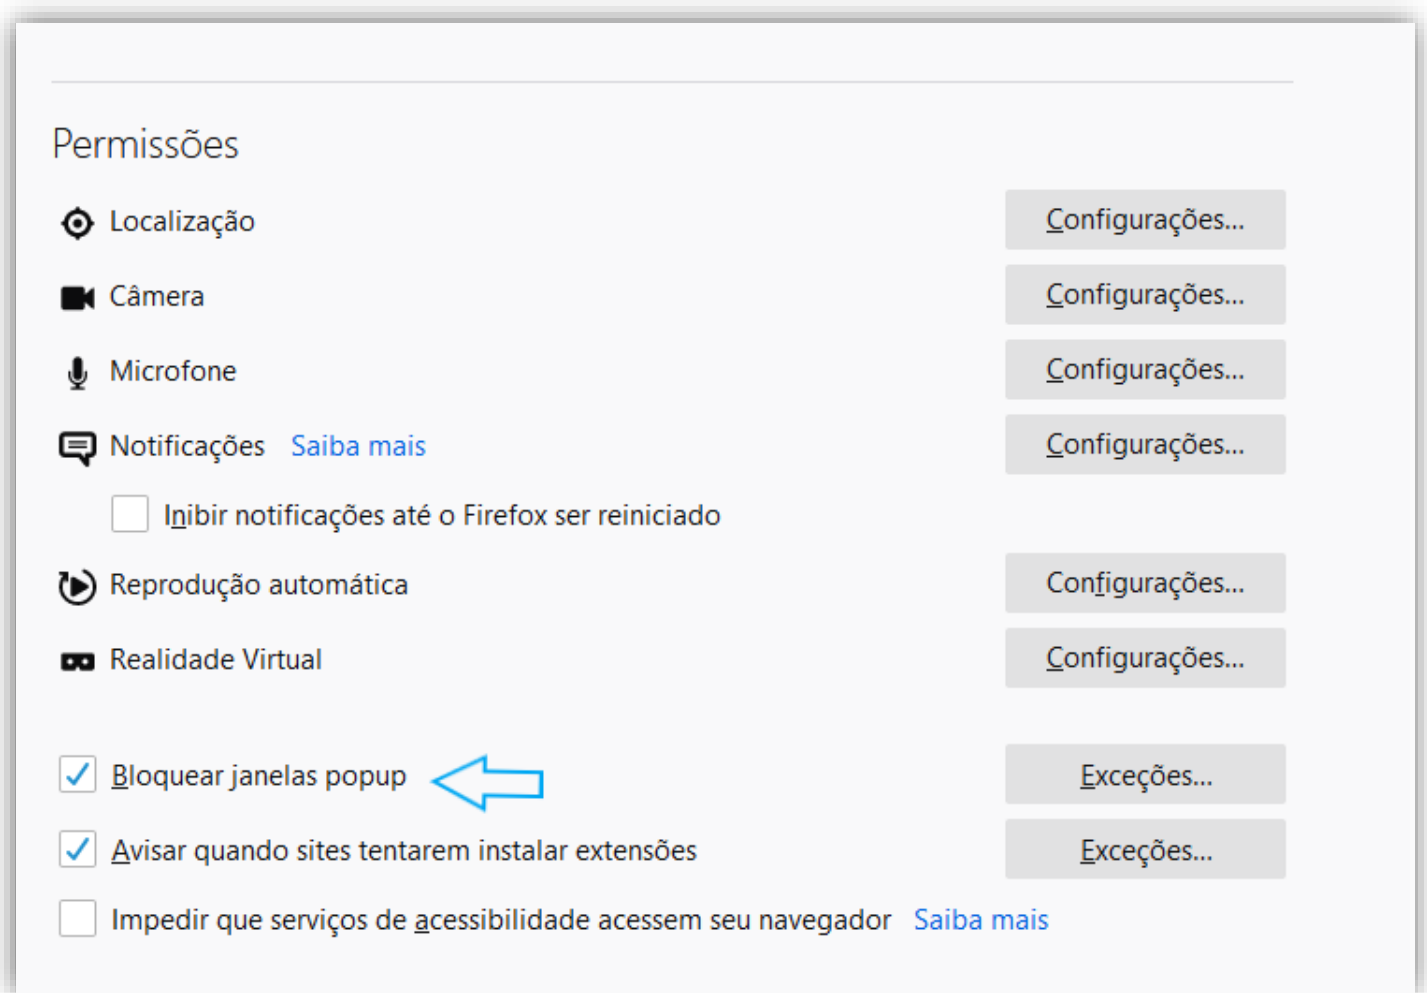 Permissões
Localização Configurações...
Câmera Configurações...
Microfone Configurações...
Notificações Saiba mais Configurações...
Inibir notificações até o Firefox ser reiniciado
Reprodução automática Configurações...
Realidade Virtual Configurações...
Bloquear janelas popup Exceções...
Avisar quando sites tentarem instalar extensões Exceções...
Impedir que serviços de acessibilidade acessem seu navegador Saiba mais